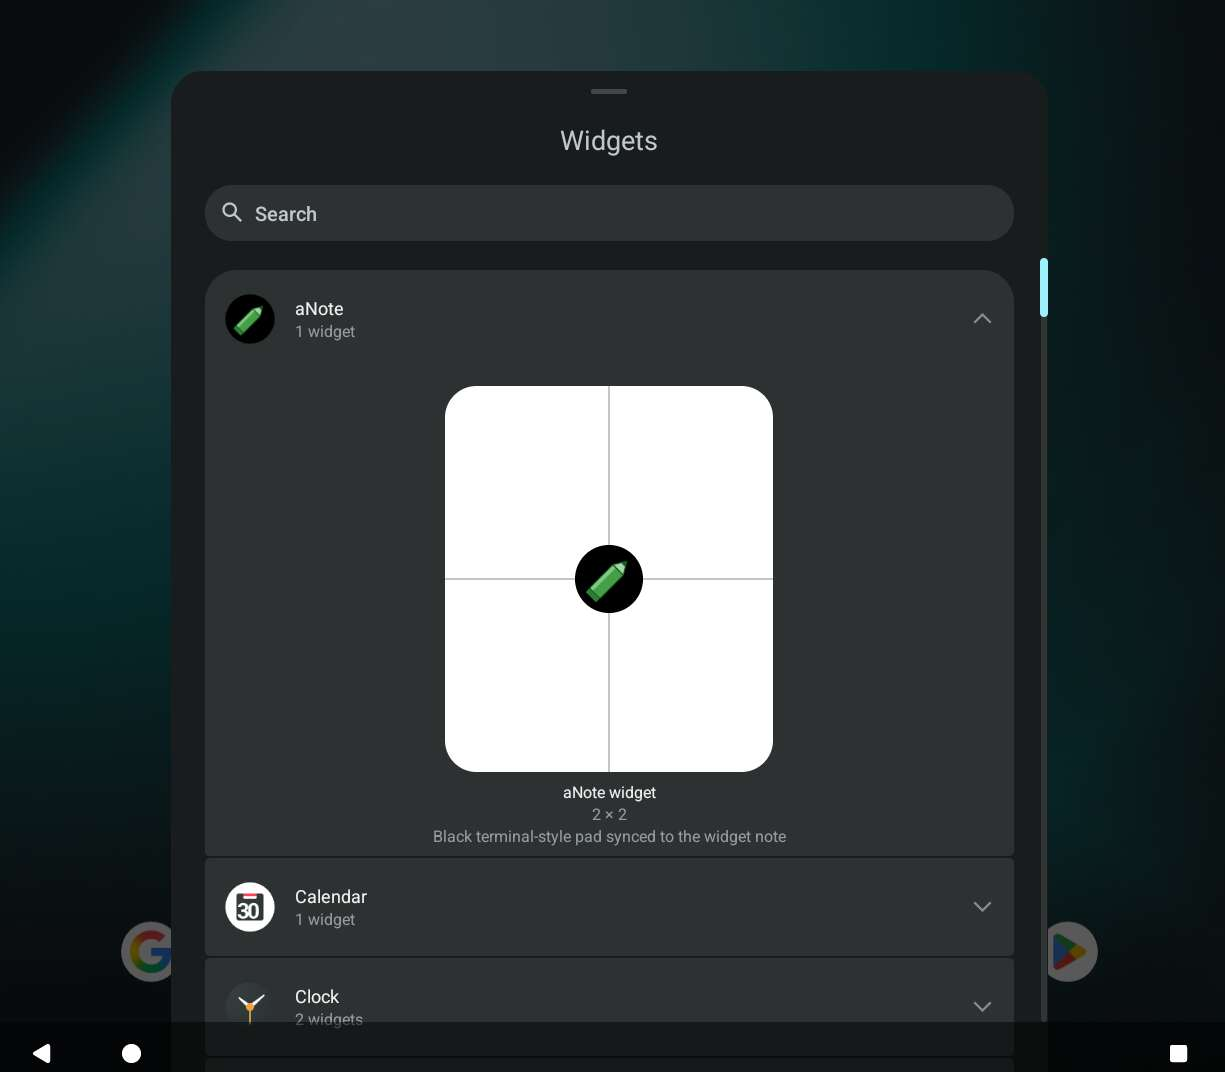 Widgets
Search
aNote
1 widget
aNote widget
2 × 2
Black terminal-style pad synced to the widget note
30
Calendar
1 widget
Clock
2 widgets